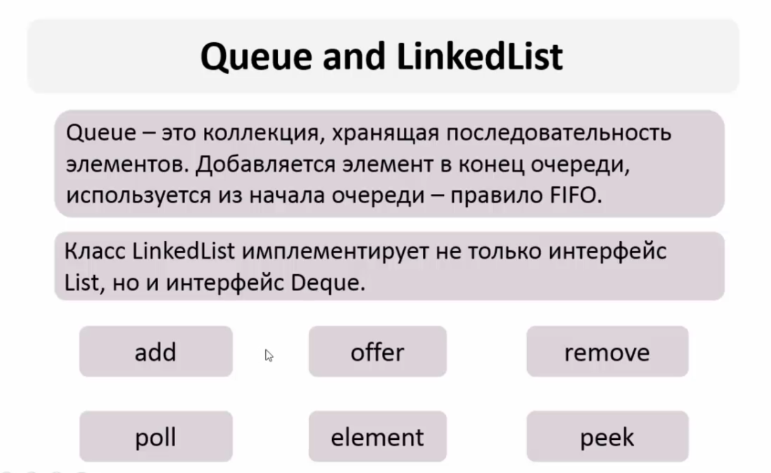 Queue and LinkedList
Queue – это коллекция, хранящая последовательность
элементов. Добавляется элемент в конец очереди,
используется из начала очереди – правило FIFO.
Класс LinkedList имплементирует не только интерфейс
List, но и интерфейс Deque.
add offer remove
poll element peek